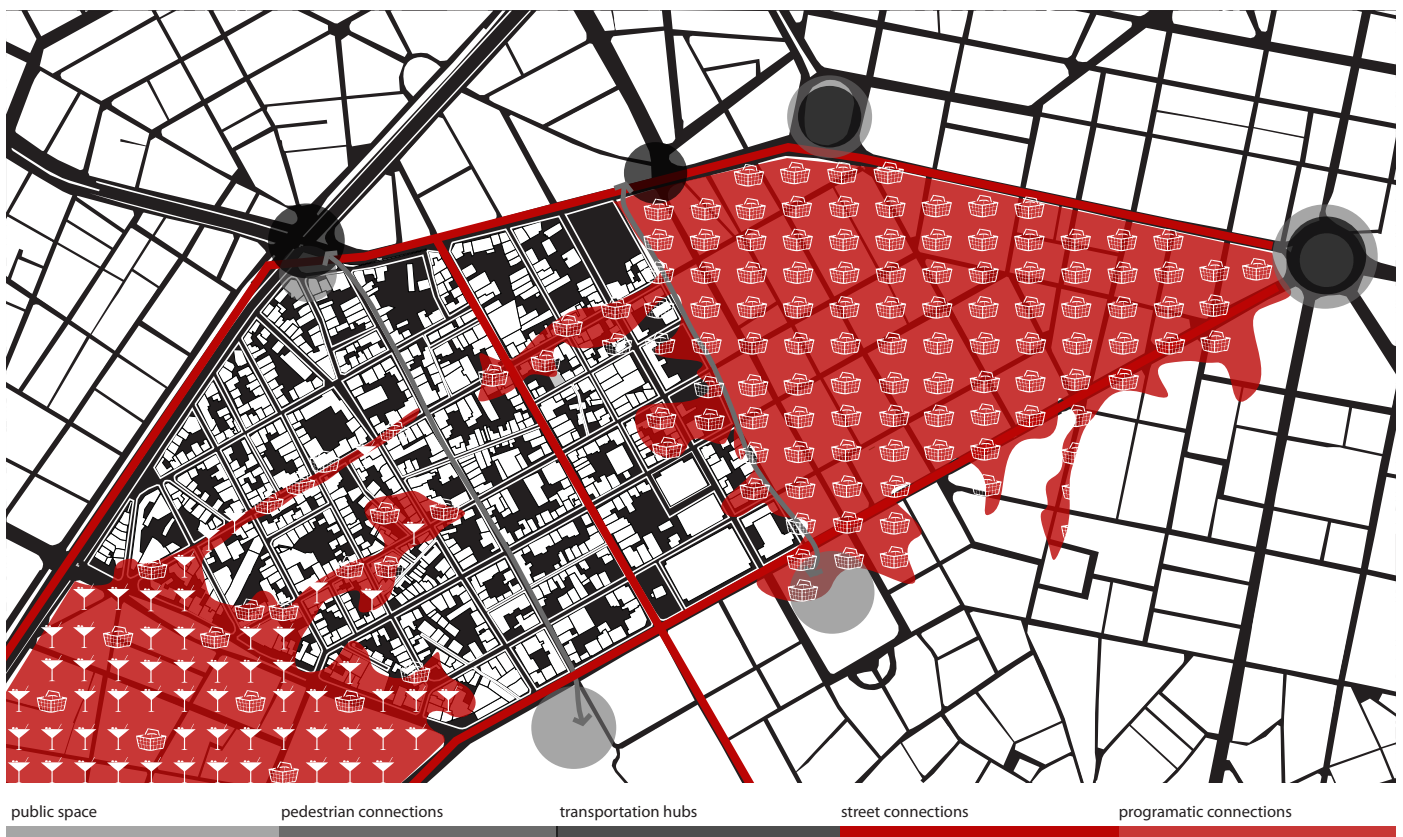 public space
pedestrian connections
transportation hubs
street connections
programatic connections